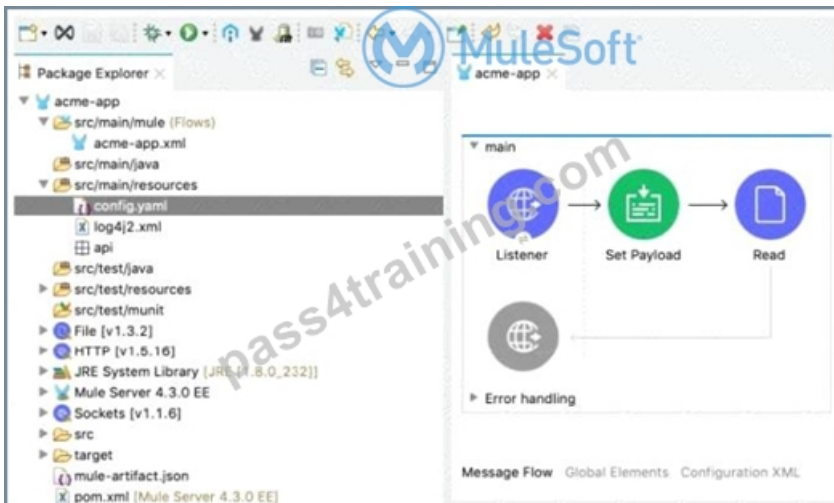 MuleSoft
Package Explorer
acme-app
src/main/mule (Flows)
acme-app.xml
src/main/java
src/main/resources
config.yaml
log4j2.xml
api
src/test/java
src/test/resources
src/test/munit
File [v1.3.2]
HTTP [v1.5.16]
JRE System Library [JRE [1.8.0_232]]
Mule Server 4.3.0 EE
Sockets [v1.1.6]
src
target
mule-artifact.json
pom.xml [Mule Server 4.3.0 EE]
acme-app
main
Listener
Set Payload
Read
Error handling
Message Flow Global Elements Configuration XML
pass4training.com